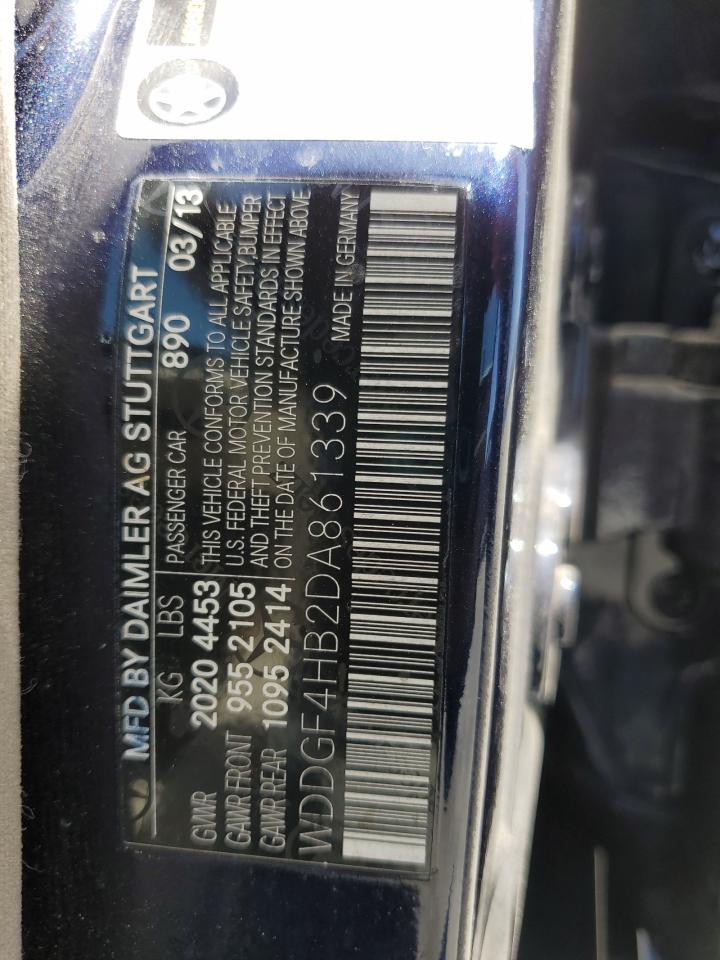 MFD BY DAIMLER AG STUTTGART
KG LBS PASSENGER CAR 890 03/13
GVWR 2020 4453 THIS VEHICLE CONFORMS TO ALL APPLICABLE
GAWR FRONT 955 2105 U.S. FEDERAL MOTOR VEHICLE SAFETY, BUMPER
GAWR REAR 1095 2414 AND THEFT PREVENTION STANDARDS IN EFFECT
ON THE DATE OF MANUFACTURE SHOWN ABOVE
WDDGF4HB2DA861339 MADE IN GERMANY